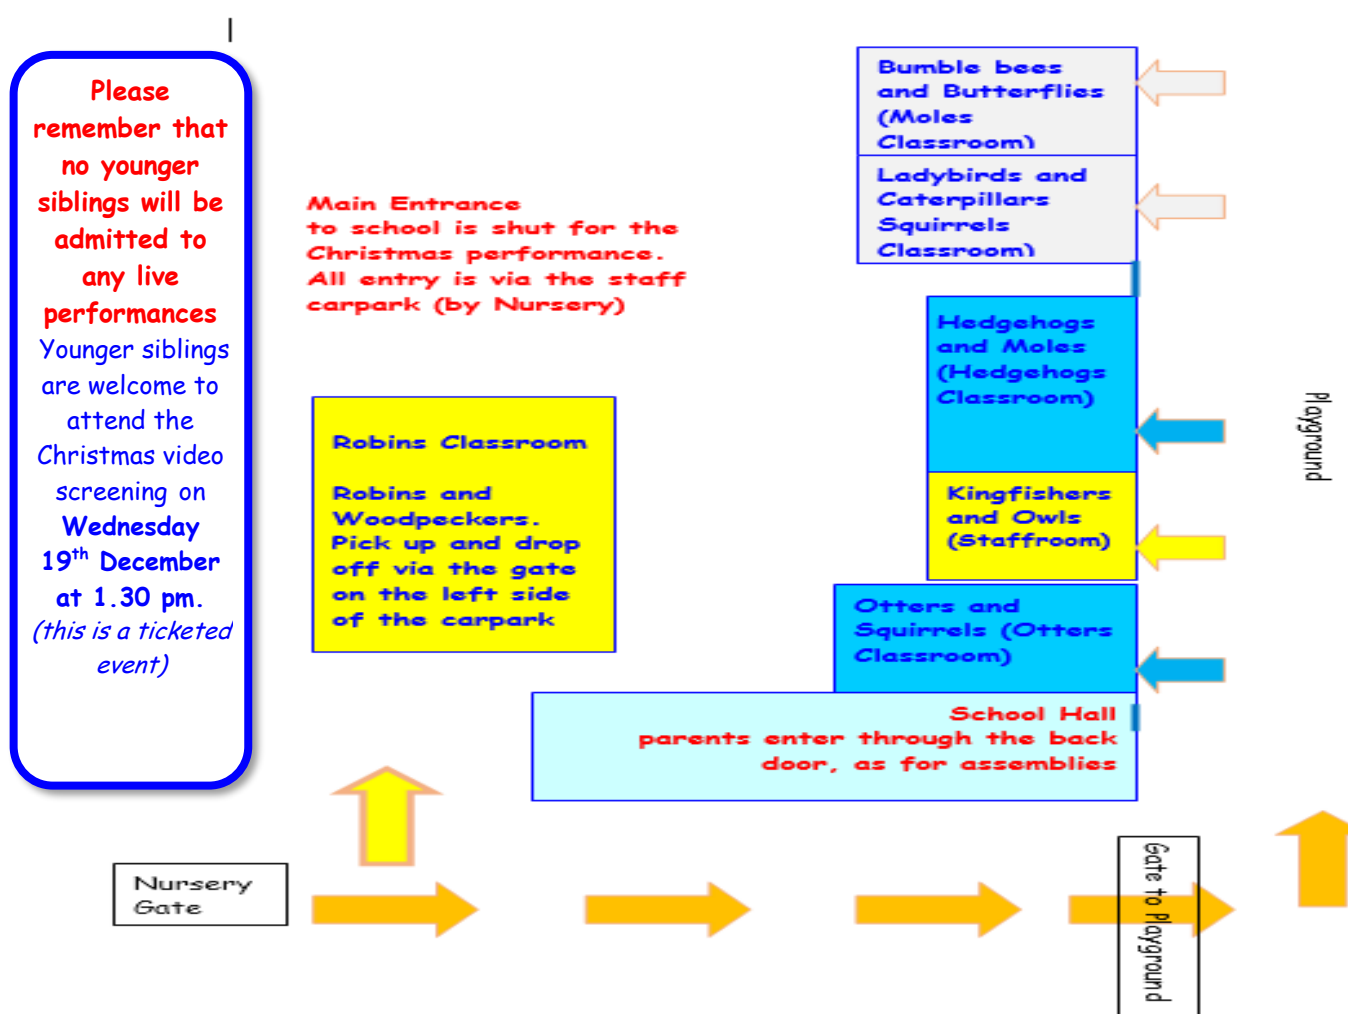 Please
remember that
no younger
siblings will be
admitted to
any live
performances
Younger siblings
are welcome to
attend the
Christmas video
screening on
Wednesday
19th December
at 1.30 pm.
(this is a ticketed
event)
Main Entrance
to school is shut for the
Christmas performance.
All entry is via the staff
carpark (by Nursery)
Bumble bees
and Butterflies
(Moles
Classroom)
Ladybirds and
Caterpillars
Squirrels
Classroom)
Hedgehogs
and Moles
(Hedgehogs
Classroom)
Playground
Robins Classroom
Robins and
Woodpeckers.
Pick up and drop
off via the gate
on the left side
of the carpark
Kingfishers
and Owls
(Staffroom)
Otters and
Squirrels (Otters
Classroom)
School Hall
parents enter through the back
door, as for assemblies
Nursery
Gate
Gate to Playground